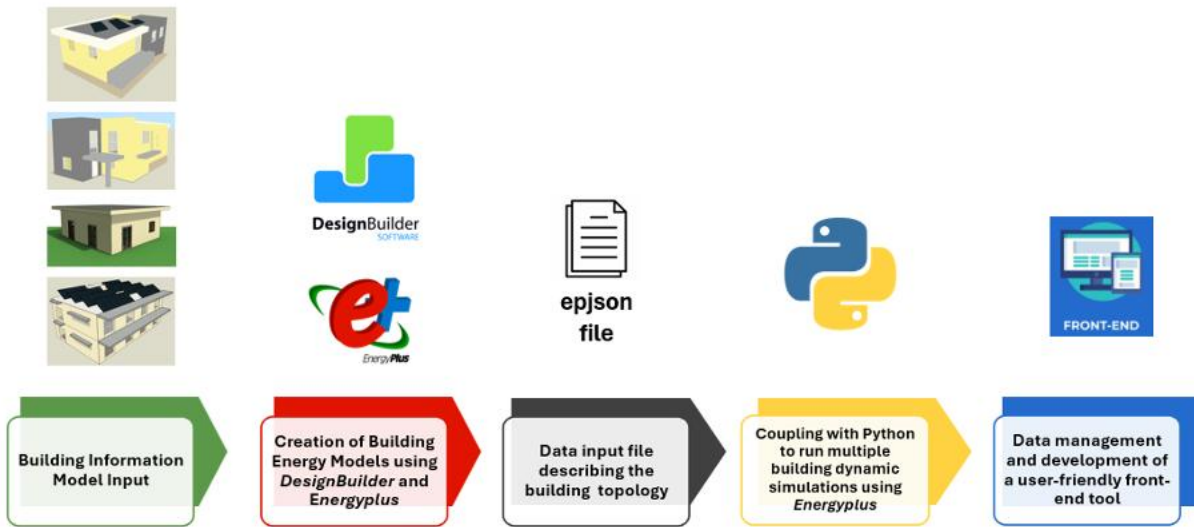 DesignBuilder
SOFTWARE
e+
EnergyPlus
epjson
file
FRONT-END
Building Information
Model Input
Creation of Building
Energy Models using
DesignBuilder and
Energyplus
Data input file
describing the
building topology
Coupling with Python
to run multiple
building dynamic
simulations using
Energyplus
Data management
and development of
a user-friendly front-
end tool